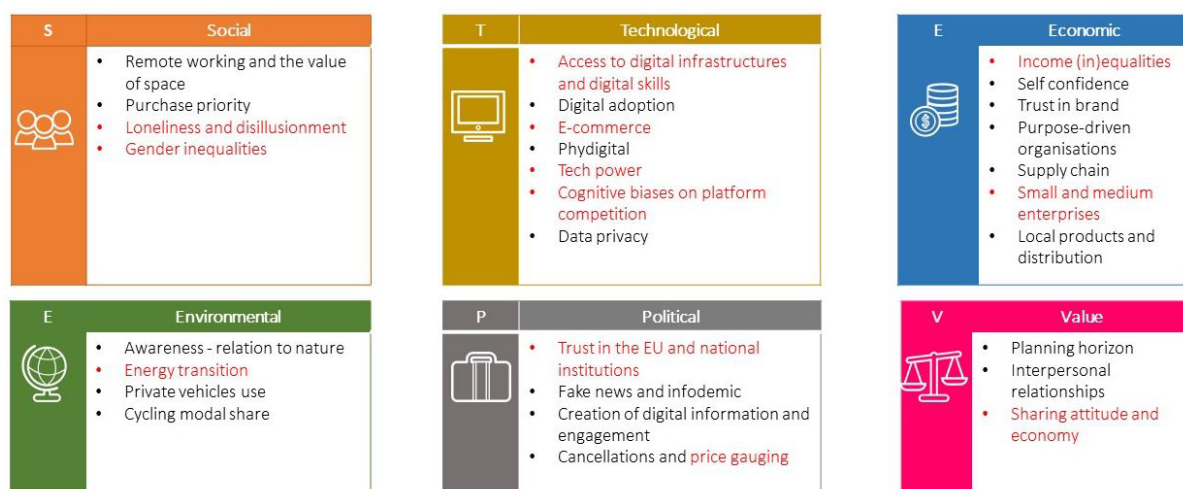 S Social
• Remote working and the value
of space
• Purchase priority
• Loneliness and disillusionment
• Gender inequalities
T Technological
• Access to digital infrastructures
and digital skills
• Digital adoption
• E-commerce
• Phydigital
• Tech power
• Cognitive biases on platform
competition
• Data privacy
E Economic
• Income (in)equalities
• Self confidence
• Trust in brand
• Purpose-driven
organisations
• Supply chain
• Small and medium
enterprises
• Local products and
distribution
E Environmental
• Awareness - relation to nature
• Energy transition
• Private vehicles use
• Cycling modal share
P Political
• Trust in the EU and national
institutions
• Fake news and infodemic
• Creation of digital information and
engagement
• Cancellations and price gauging
V Value
• Planning horizon
• Interpersonal
relationships
• Sharing attitude and
economy